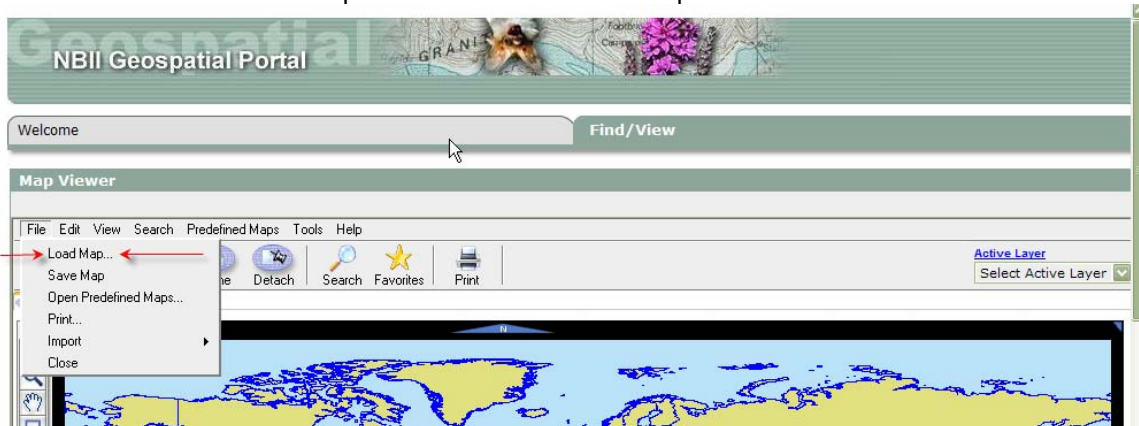 Geospatial
NBII Geospatial Portal
GRANIT
Welcome
Find/View
Map Viewer
File Edit View Search Predefined Maps Tools Help
Load Map...
Save Map
Open Predefined Maps...
Print...
Import
Close
Detach Search Favorites Print
Active Layer
Select Active Layer
N